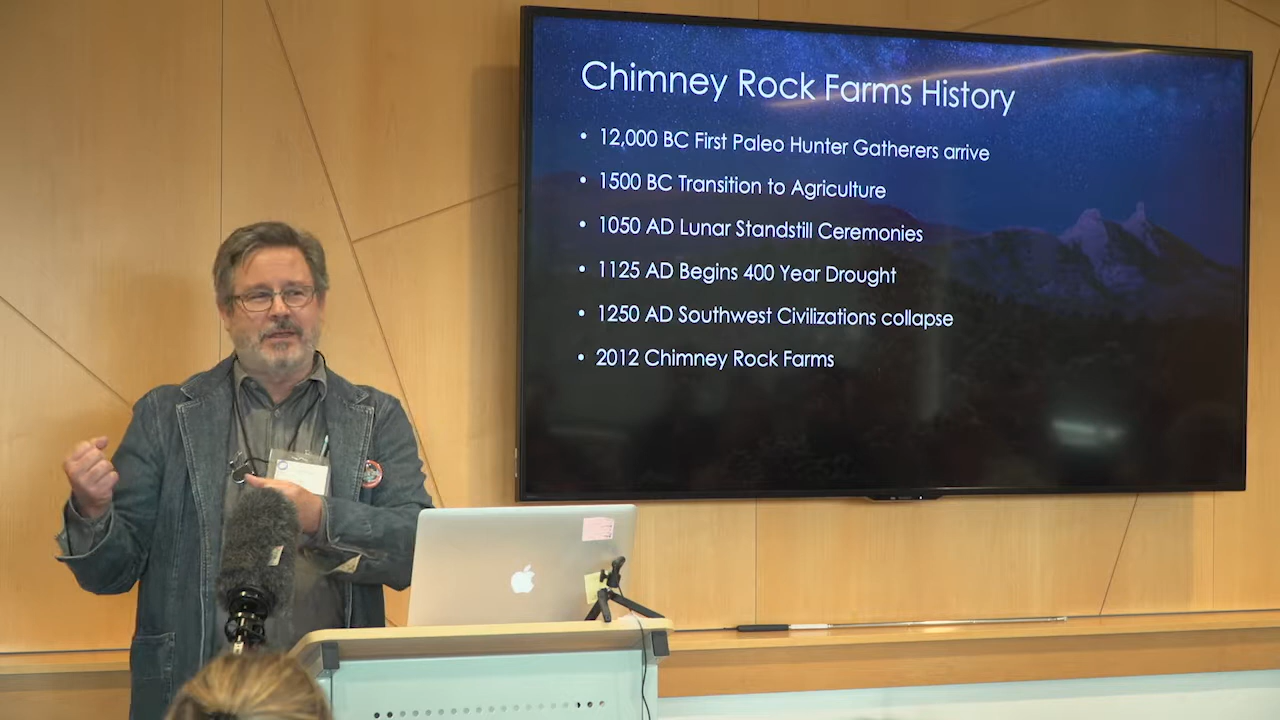 Chimney Rock Farms History
• 12,000 BC First Paleo Hunter Gatherers arrive
• 1500 BC Transition to Agriculture
• 1050 AD Lunar Standstill Ceremonies
• 1125 AD Begins 400 Year Drought
• 1250 AD Southwest Civilizations collapse
• 2012 Chimney Rock Farms